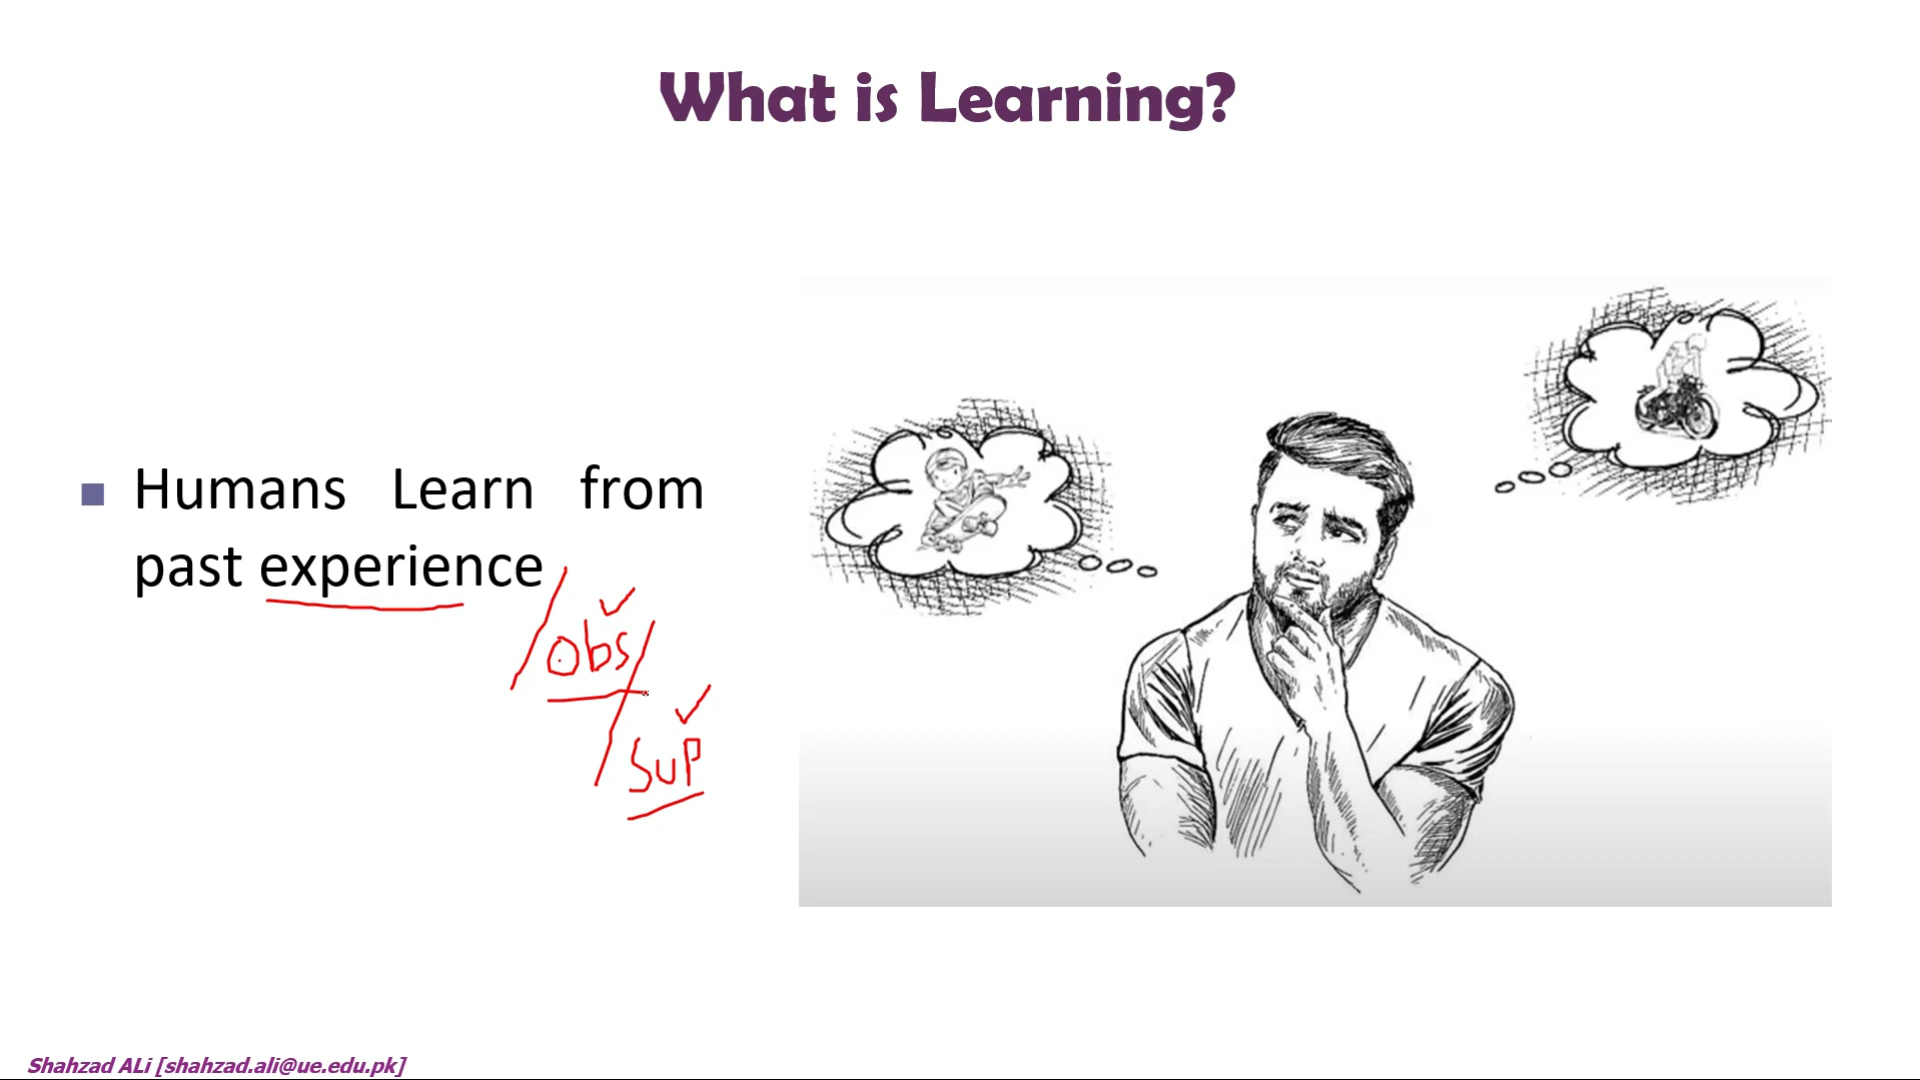 What is Learning?
Humans Learn from
past experience
/obs/
Sup
Shahzad ALi [shahzad.ali@ue.edu.pk]